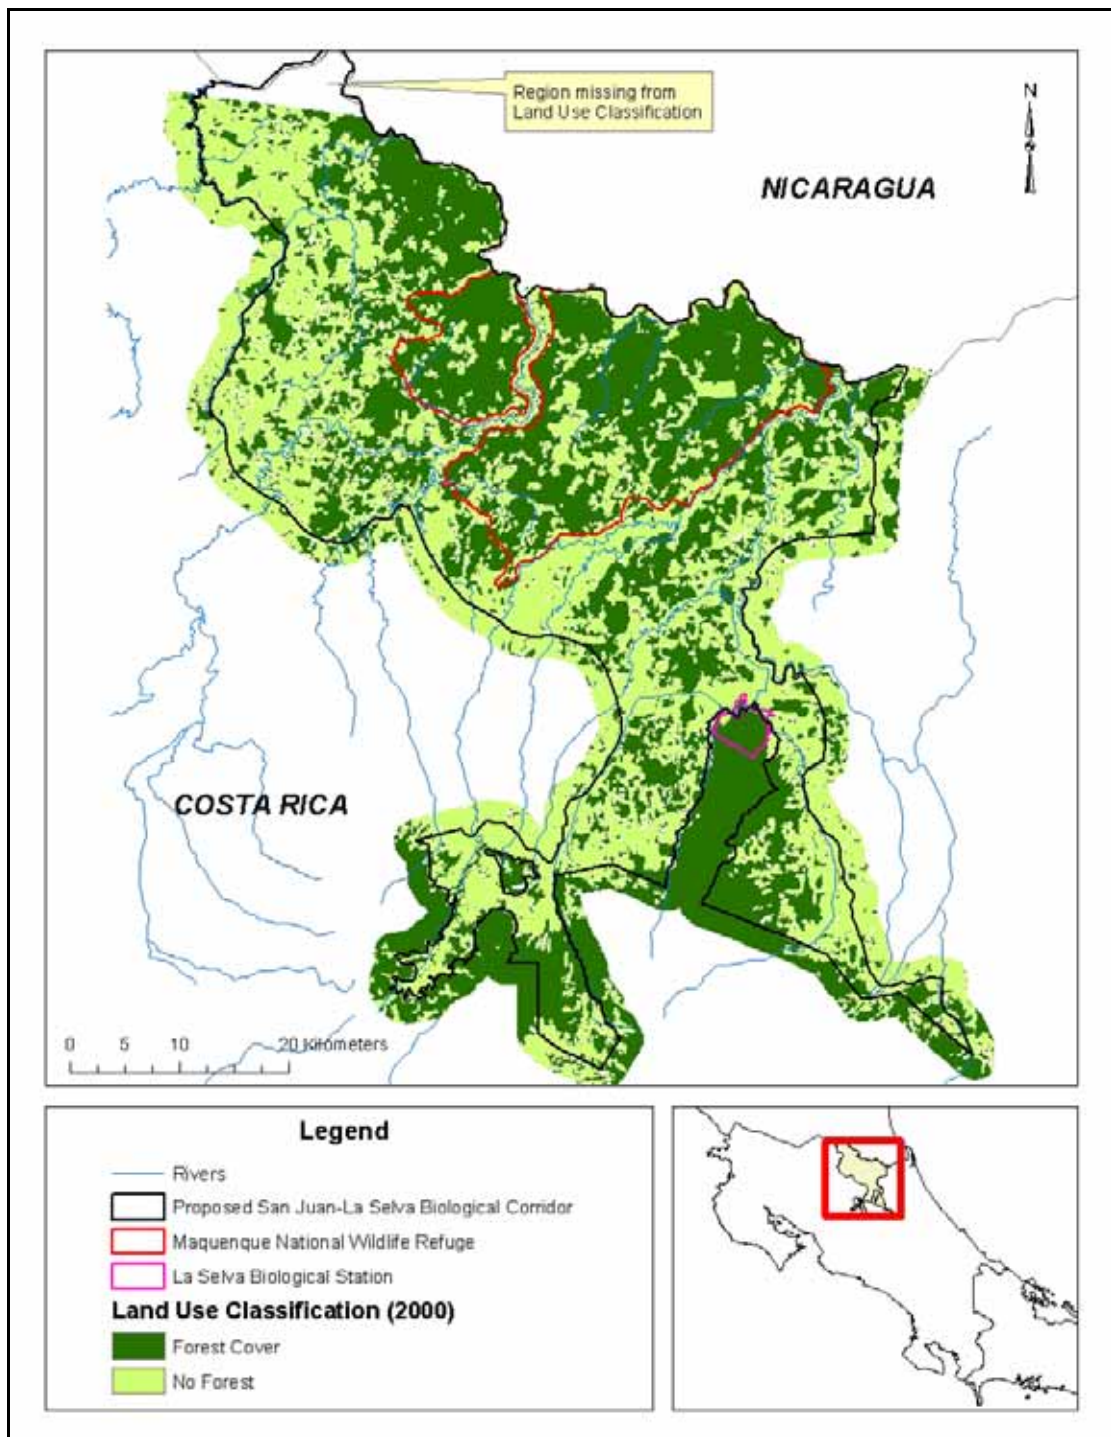 Region missing from
Land Use Classification
N
NICARAGUA
COSTA RICA
0 5 10 20 Kilometers
Legend
Rivers
Proposed San Juan-La Selva Biological Corridor
Maquenque National Wildlife Refuge
La Selva Biological Station
Land Use Classification (2000)
Forest Cover
No Forest